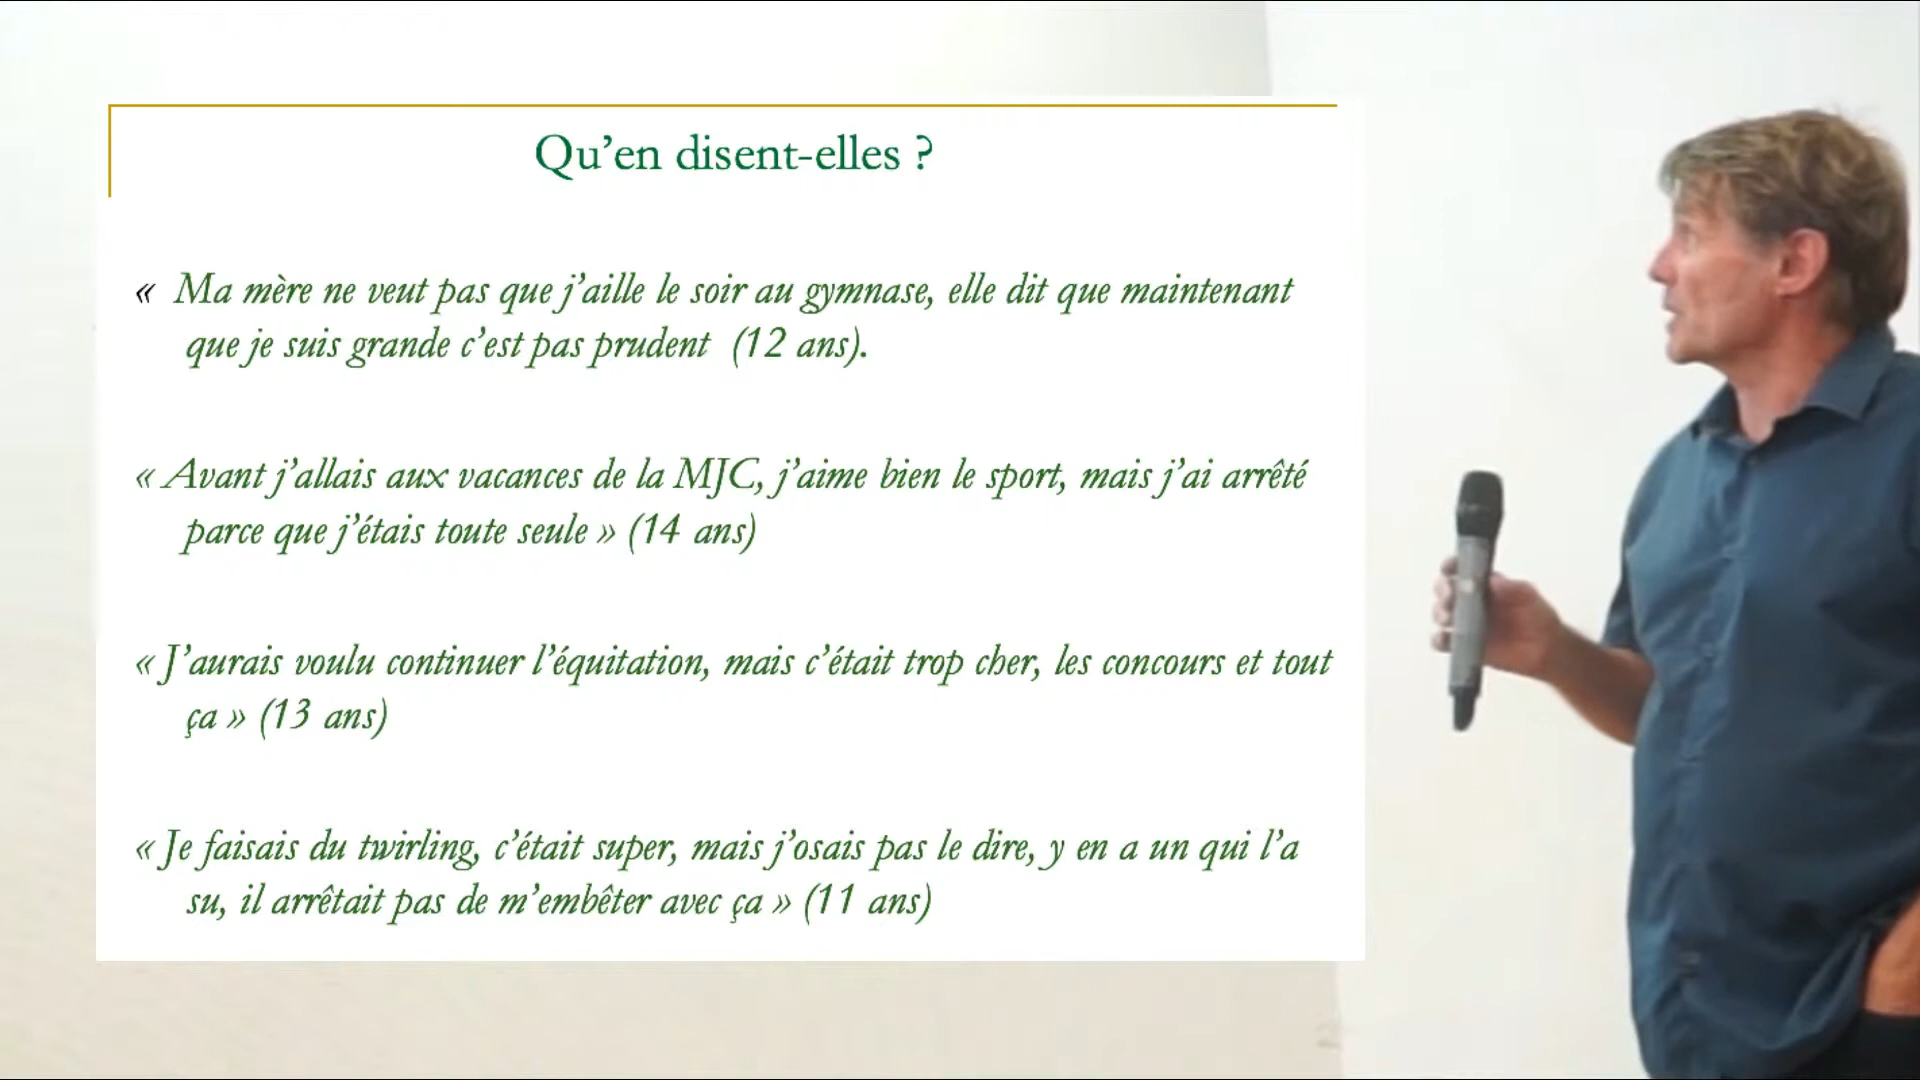 Qu’en disent-elles ?
«  Ma mère ne veut pas que j’aille le soir au gymnase, elle dit que maintenant
que je suis grande c’est pas prudent  (12 ans).
« Avant j’allais aux vacances de la MJC, j’aime bien le sport, mais j’ai arrêté
parce que j’étais toute seule » (14 ans)
« J’aurais voulu continuer l’équitation, mais c’était trop cher, les concours et tout
ça » (13 ans)
« Je faisais du twirling, c’était super, mais j’osais pas le dire, y en a un qui l’a
su, il arrêtait pas de m’embêter avec ça » (11 ans)